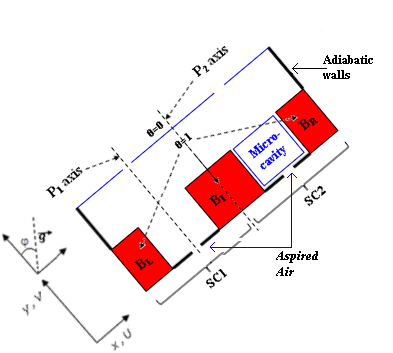 P2 axis
Adiabatic
walls
θ=0
θ=1
P1 axis
BR
Micro-
cavity
BI
BL
SC2
SC1
Aspired
Air
φ
g
y, V
x, U